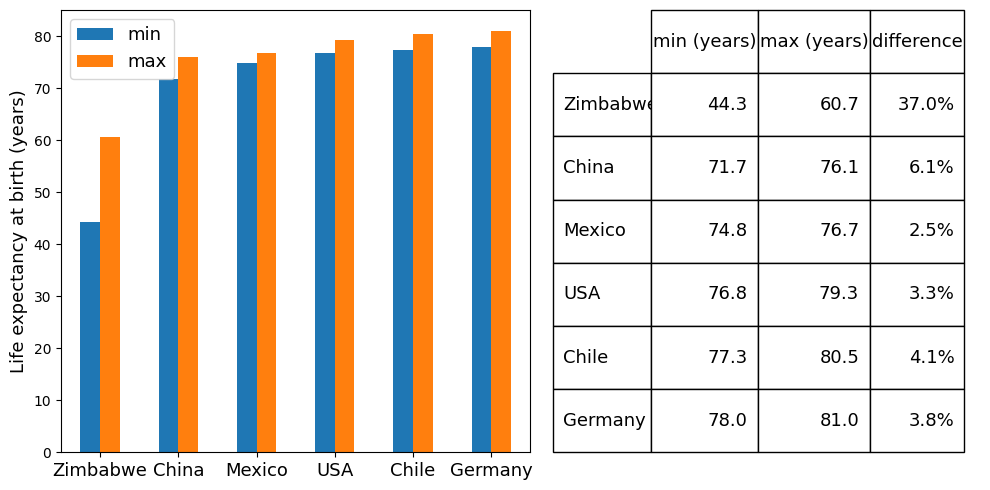 min
max
Life expectancy at birth (years)
80
70
60
50
40
30
20
10
0
Zimbabwe China Mexico USA Chile Germany
min (years) max (years) difference
Zimbabwe 44.3 60.7 37.0%
China 71.7 76.1 6.1%
Mexico 74.8 76.7 2.5%
USA 76.8 79.3 3.3%
Chile 77.3 80.5 4.1%
Germany 78.0 81.0 3.8%